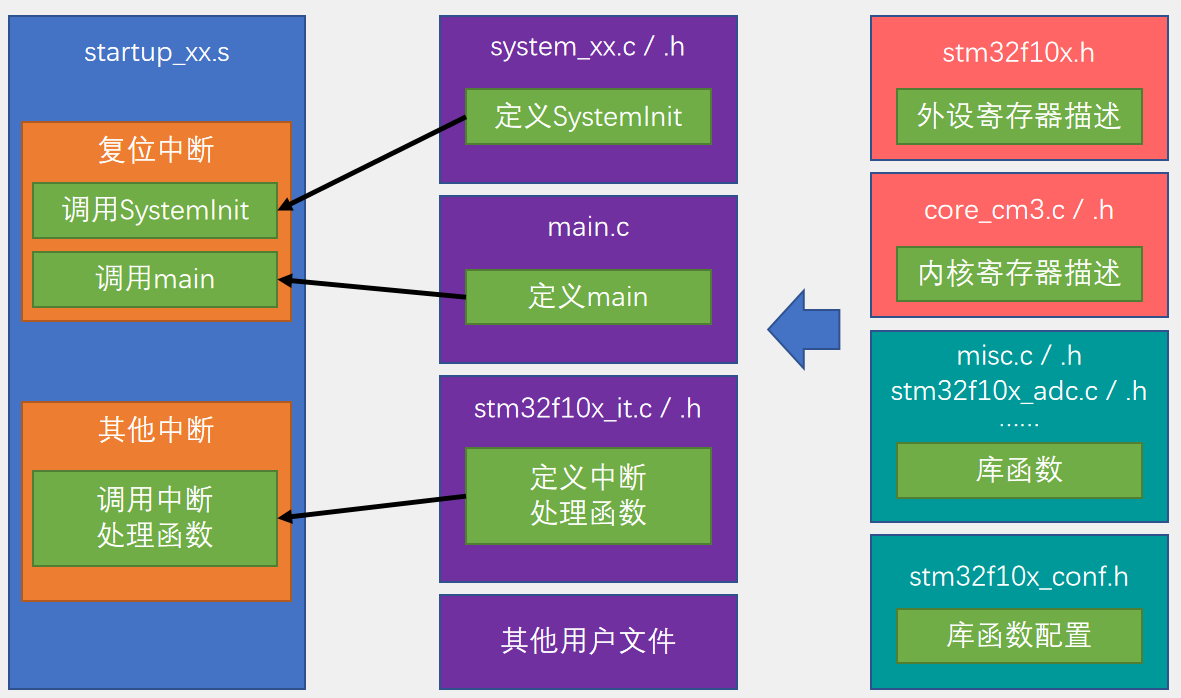 startup_xx.s
复位中断
调用SystemInit
调用main
其他中断
调用中断
处理函数
system_xx.c / .h
定义SystemInit
main.c
定义main
stm32f10x_it.c / .h
定义中断
处理函数
其他用户文件
stm32f10x.h
外设寄存器描述
core_cm3.c / .h
内核寄存器描述
misc.c / .h
stm32f10x_adc.c / .h
……
库函数
stm32f10x_conf.h
库函数配置